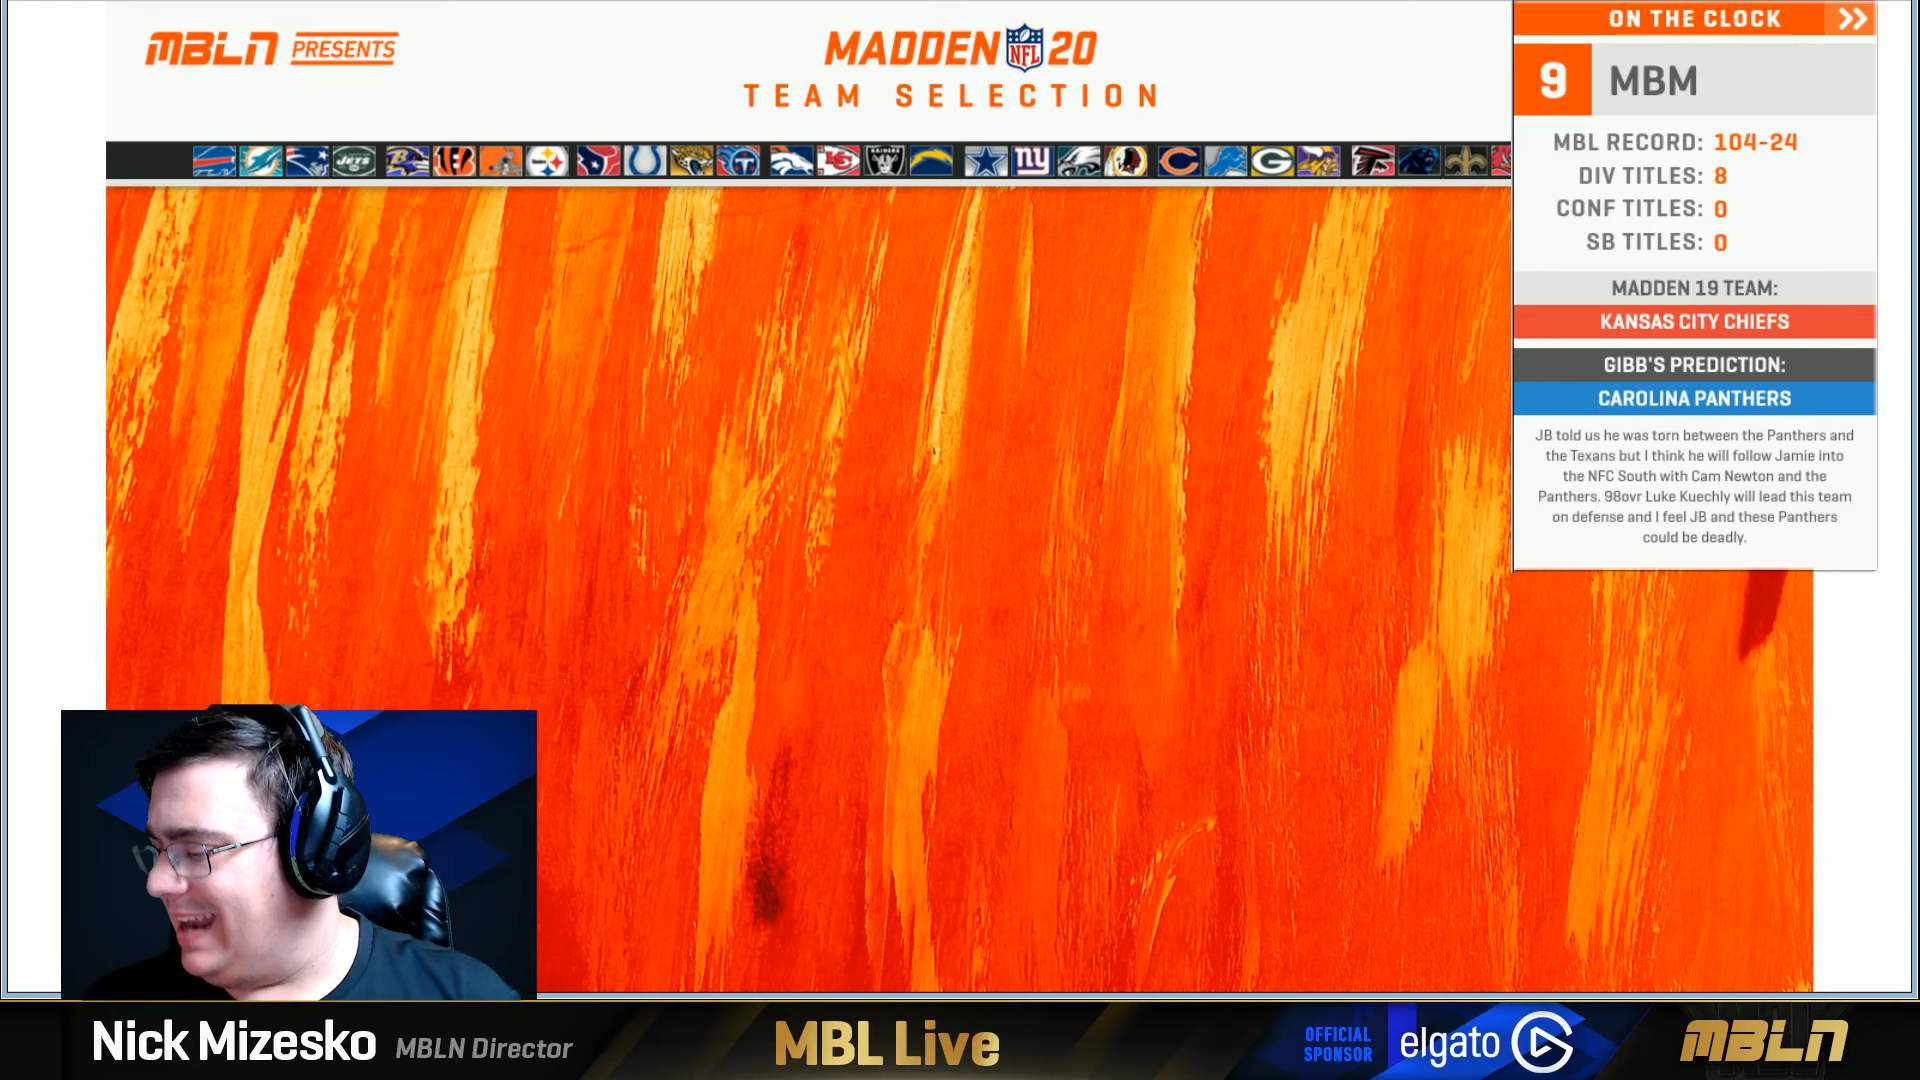 MBLN PRESENTS
MADDEN NFL 20
TEAM SELECTION
JETS
RAIDERS
ny
ON THE CLOCK
9 MBM
MBL RECORD: 104-24
DIV TITLES: 8
CONF TITLES: 0
SB TITLES: 0
MADDEN 19 TEAM:
KANSAS CITY CHIEFS
GIBB'S PREDICTION:
CAROLINA PANTHERS
JB told us he was torn between the Panthers and
the Texans but I think he will follow Jamie into
the NFC South with Cam Newton and the
Panthers. 98ovr Luke Kuechly will lead this team
on defense and I feel JB and these Panthers
could be deadly.
Nick Mizesko MBLN Director
MBL Live
OFFICIAL
SPONSOR
elgato
MBLN